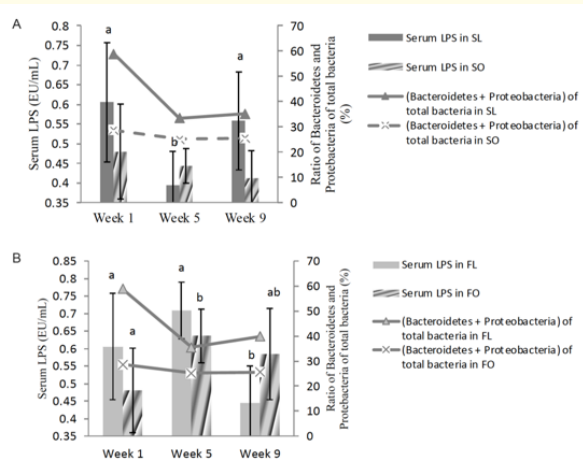 A
Serum LPS (EU/mL)
0.8
0.75
0.7
0.65
0.6
0.55
0.5
0.45
0.4
0.35
a
b
a
Week 1 Week 5 Week 9
70
60
50
40
30
20
10
0
Ratio of Bacteroidetes and
Protebacteria of total bacteria
(%)
Serum LPS in SL
Serum LPS in SO
(Bacteroidetes + Proteobacteria) of
total bacteria in SL
(Bacteroidetes + Proteobacteria) of
total bacteria in SO
B
Serum LPS (EU/mL)
0.85
0.8
0.75
0.7
0.65
0.6
0.55
0.5
0.45
0.4
0.35
a
a
a
b
b
ab
Week 1 Week 5 Week 9
70
60
50
40
30
20
10
0
Ratio of Bacteroidetes and
Protebacteria of total bacteria (%)
Serum LPS in FL
Serum LPS in FO
(Bacteroidetes + Proteobacteria) of
total bacteria in FL
(Bacteroidetes + Proteobacteria) of
total bacteria in FO